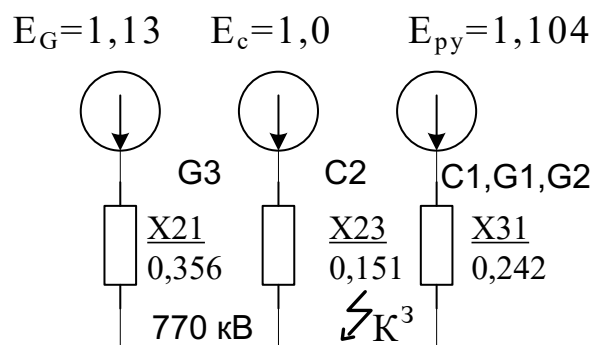 E_G=1,13 E_c=1,0 E_py=1,104
G3 C2 C1,G1,G2
X21 X23 X31
0,356 0,151 0,242
770 кВ К³